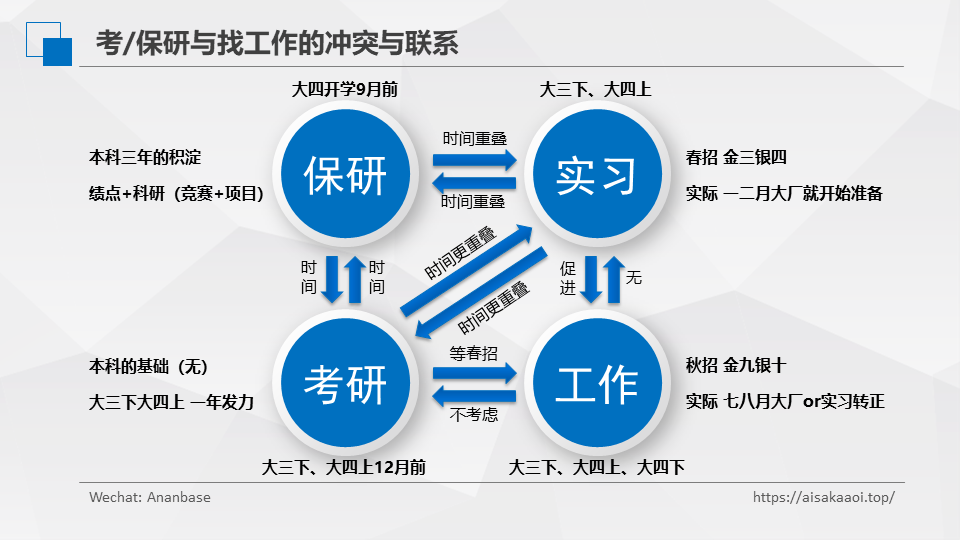 考/保研与找工作的冲突与联系
大四开学9月前
大三下、大四上
本科三年的积淀
绩点+科研（竞赛+项目）
保研
时间重叠
时间重叠
实习
春招 金三银四
实际 一二月大厂就开始准备
时间
时间
时间更重叠
时间更重叠
促进
无
本科的基础（无）
大三下大四上 一年发力
考研
等春招
不考虑
工作
秋招 金九银十
实际 七八月大厂or实习转正
大三下、大四上12月前
大三下、大四上、大四下
Wechat: Ananbase
https://aisakaaoi.top/